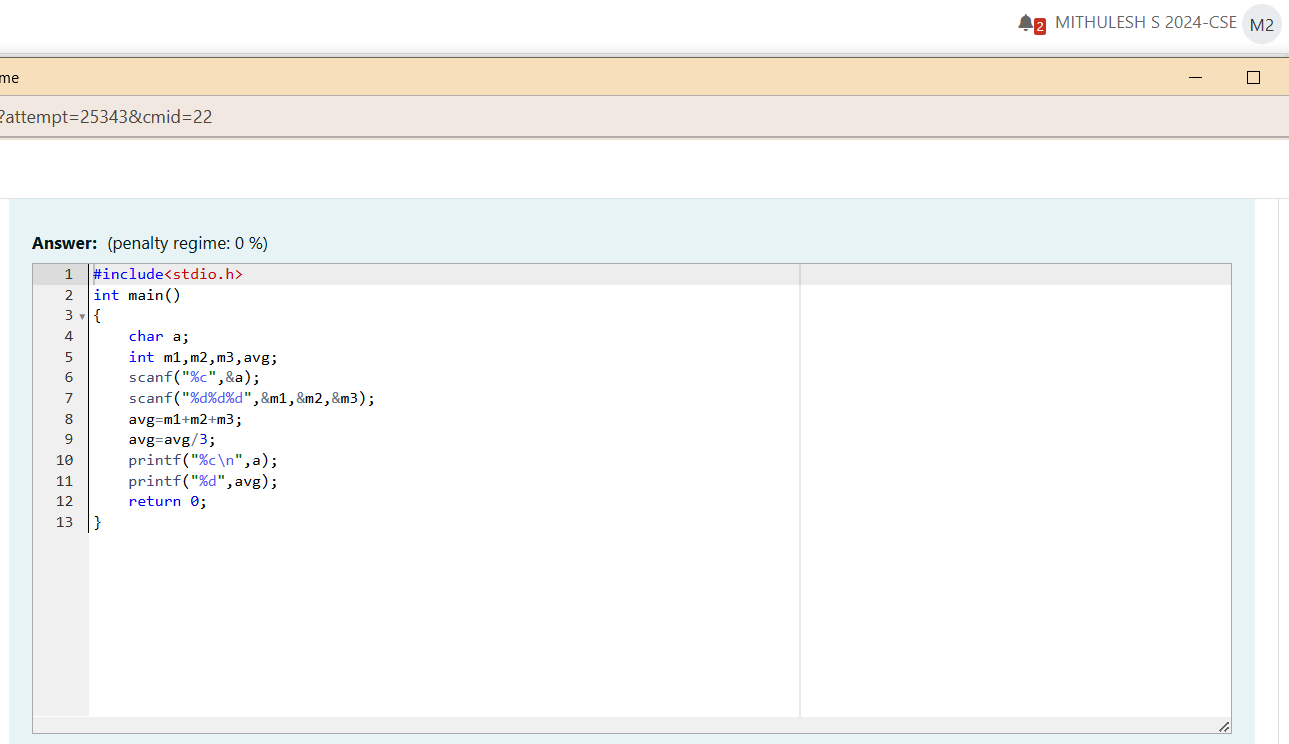 2 MITHULESH S 2024-CSE M2
me
?attempt=25343&cmid=22
Answer: (penalty regime: 0 %)
1 #include<stdio.h>
2 int main()
3 {
4     char a;
5     int m1,m2,m3,avg;
6     scanf("%c",&a);
7     scanf("%d%d%d",&m1,&m2,&m3);
8     avg=m1+m2+m3;
9     avg=avg/3;
10     printf("%c\n",a);
11     printf("%d",avg);
12     return 0;
13 }